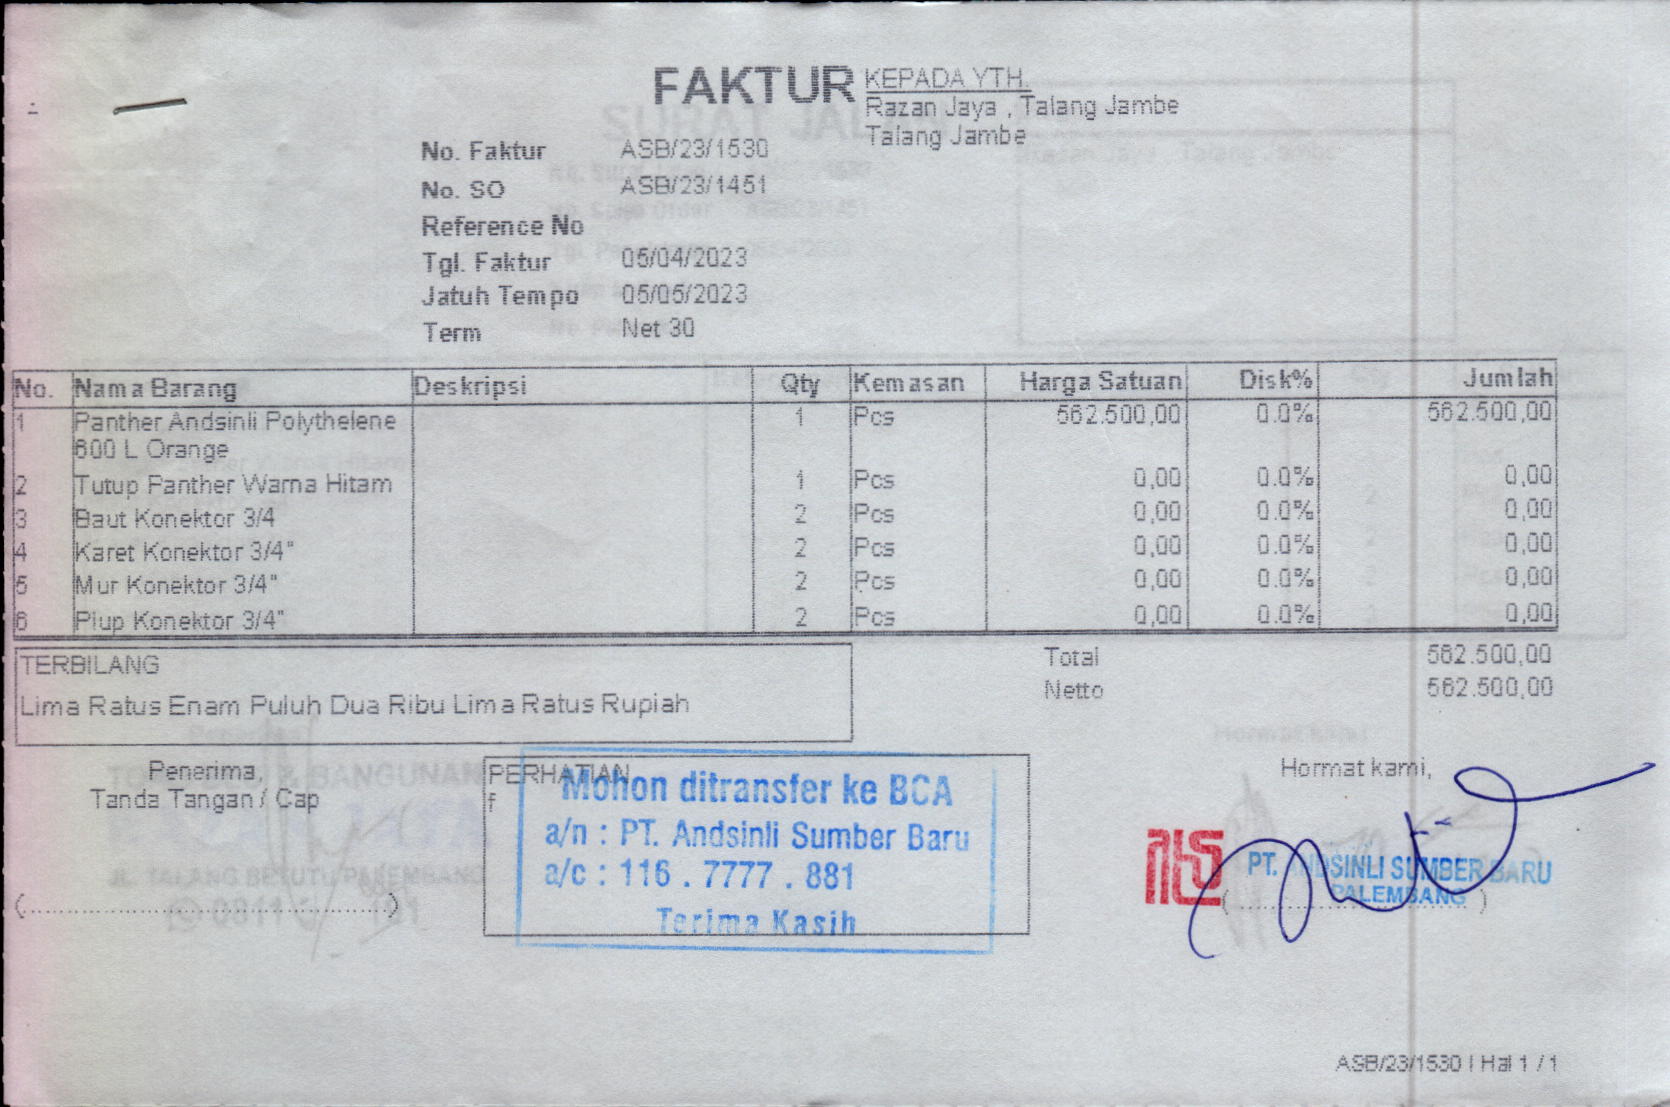 FAKTUR
KEPADA YTH.
Razan Jaya , Talang Jambe
Talang Jambe
No. Faktur ASB/23/1530
No. SO ASB/23/1451
Reference No
Tgl. Faktur 05/04/2023
Jatuh Tempo 05/05/2023
Term Net 30
No. Nama Barang Deskripsi Qty Kemasan Harga Satuan Disk% Jumlah
1 Panther Andsinli Polythelene 1 Pcs 562.500,00 0.0% 562.500,00
600 L Orange
2 Tutup Panther Warna Hitam 1 Pcs 0,00 0.0% 0,00
3 Baut Konektor 3/4 2 Pcs 0,00 0.0% 0,00
4 Karet Konektor 3/4" 2 Pcs 0,00 0.0% 0,00
5 Mur Konektor 3/4" 2 Pcs 0,00 0.0% 0,00
6 Plup Konektor 3/4" 2 Pcs 0,00 0.0% 0,00
TERBILANG
Lima Ratus Enam Puluh Dua Ribu Lima Ratus Rupiah
Total 562.500,00
Netto 562.500,00
Penerima,
Tanda Tangan / Cap
(..........................................................)
PERHATIAN
f
Mohon ditransfer ke BCA
a/n : PT. Andsinli Sumber Baru
a/c : 116 . 7777 . 881
Terima Kasih
Hormat kami,
PT. ANDSINLI SUMBER BARU
PALEMBANG
ASB/23/1530 | Hal 1 / 1